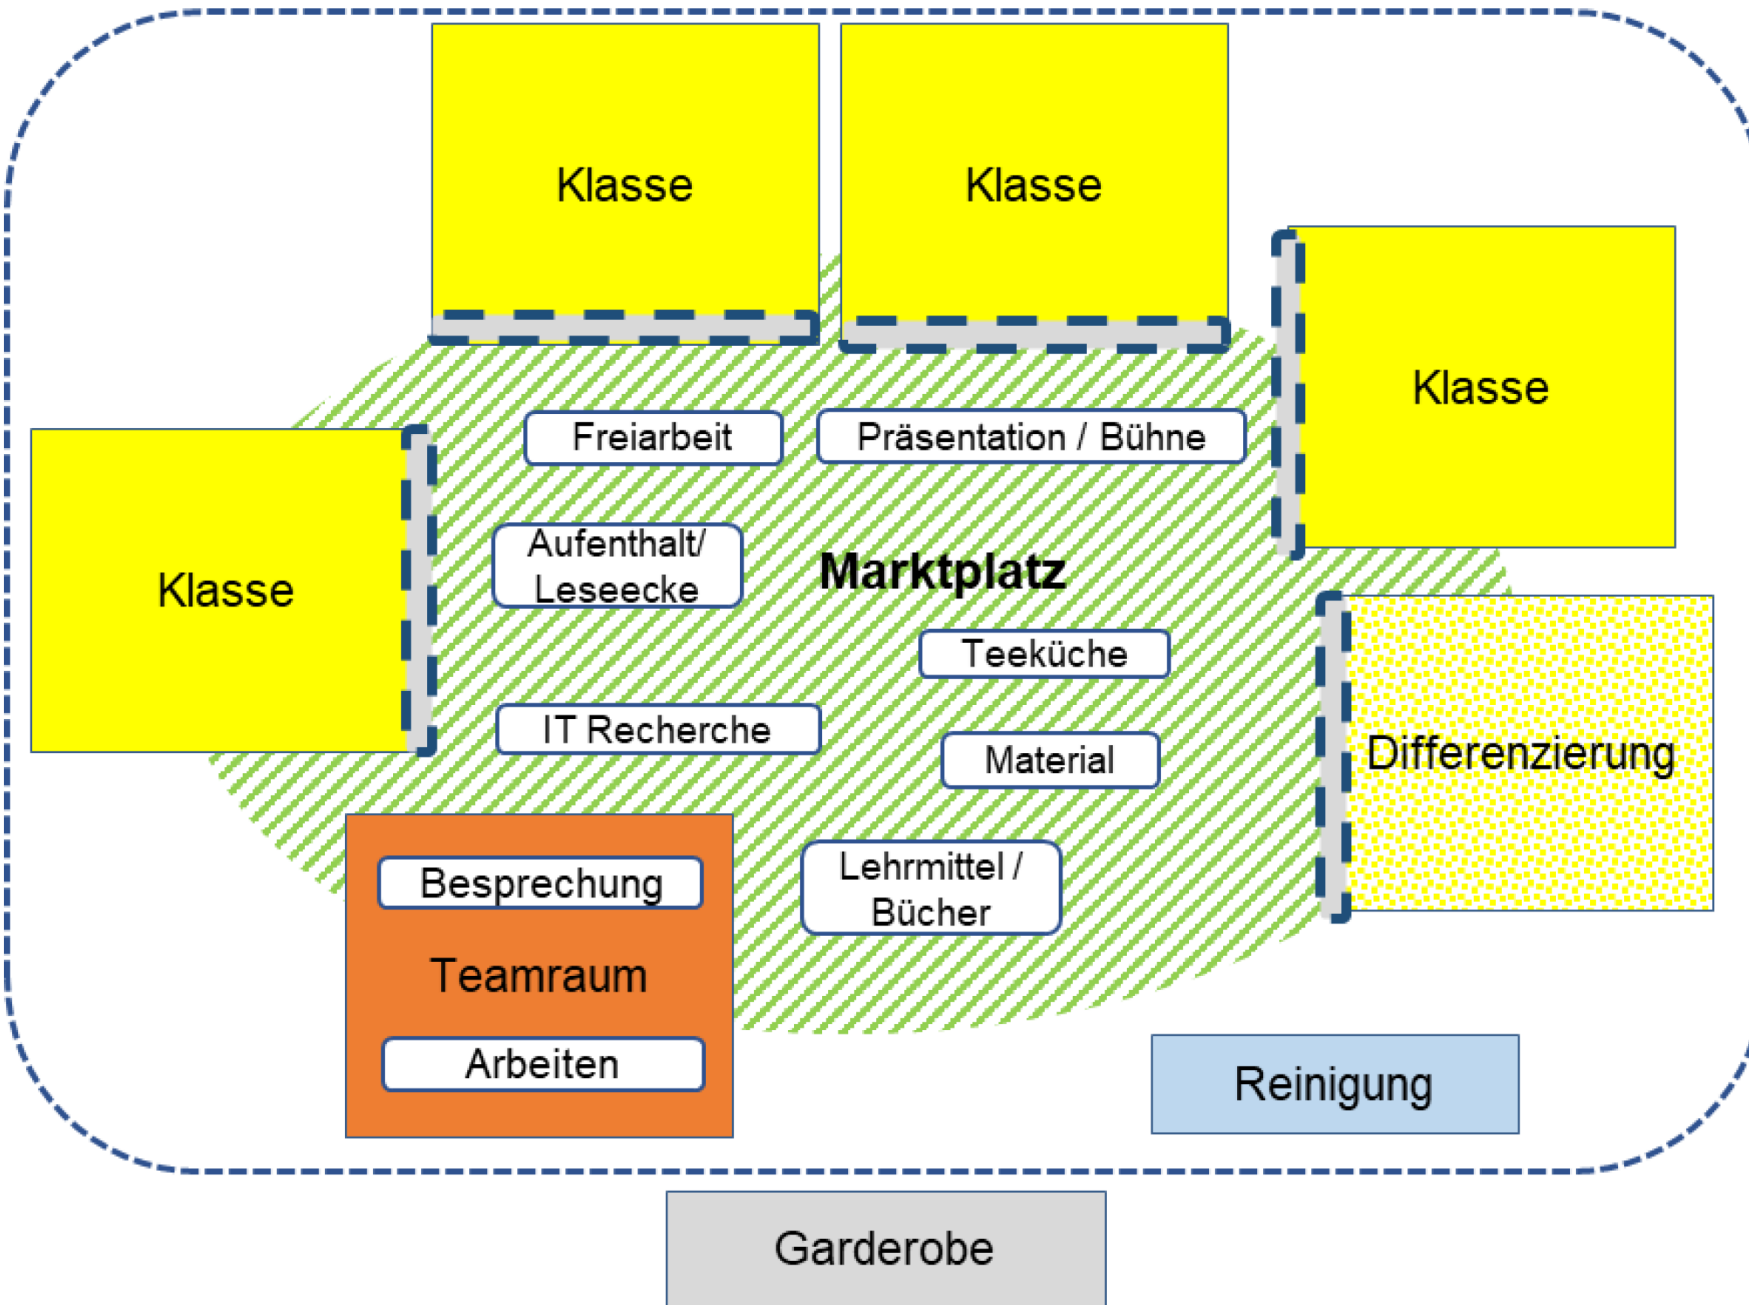 Klasse
Klasse
Klasse
Freiarbeit
Präsentation / Bühne
Aufenthalt/
Leseecke
Marktplatz
Klasse
Teeküche
IT Recherche
Material
Differenzierung
Lehrmittel /
Bücher
Besprechung
Teamraum
Arbeiten
Reinigung
Garderobe